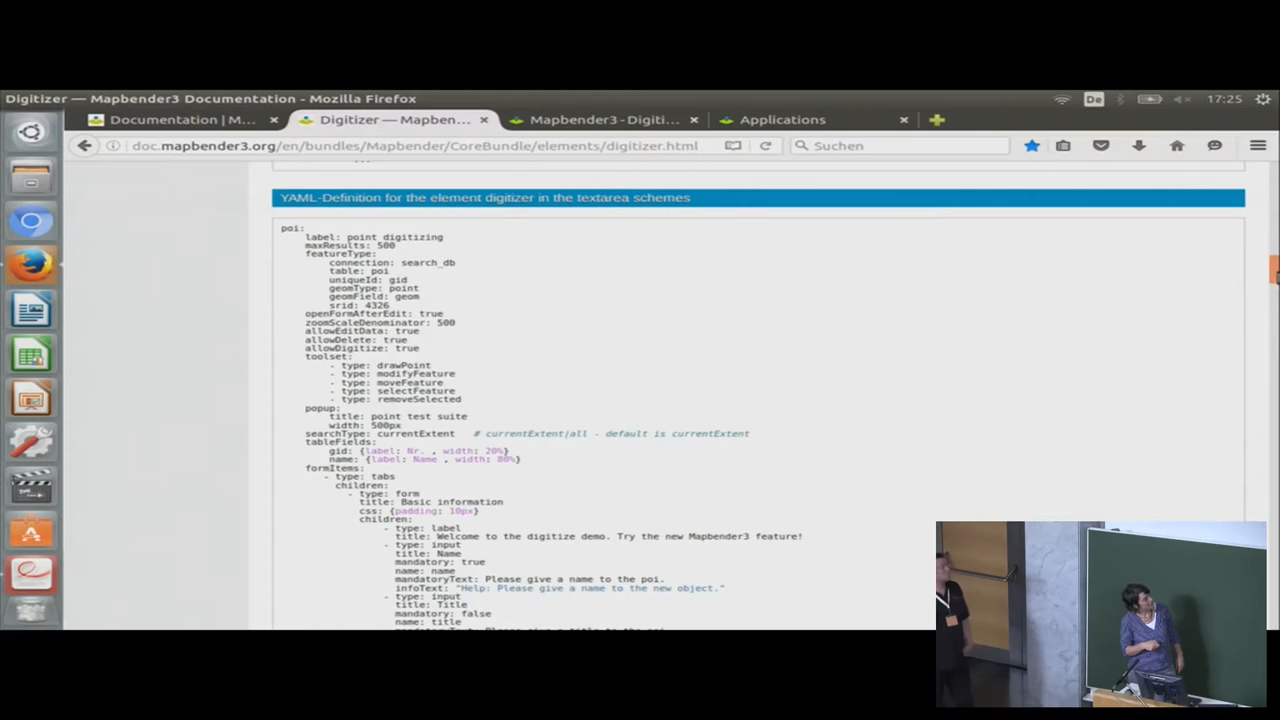 Digitizer — Mapbender3 Documentation - Mozilla Firefox
De
17:25
Documentation | M... ×
Digitizer — Mapben... ×
Mapbender3 - Digiti... ×
Applications ×
doc.mapbender3.org/en/bundles/Mapbender/CoreBundle/elements/digitizer.html
Suchen
YAML-Definition for the element digitizer in the textarea schemes
poi:
label: point digitizing
maxResults: 500
featureType:
connection: search_db
table: poi
uniqueId: gid
geomType: point
geomField: geom
srid: 4326
openFormAfterEdit: true
zoomScaleDenominator: 500
allowEditData: true
allowDelete: true
allowDigitize: true
toolset:
- type: drawPoint
- type: modifyFeature
- type: moveFeature
- type: selectFeature
- type: removeSelected
popup:
title: point test suite
width: 500px
searchType: currentExtent # currentExtent|all - default is currentExtent
tableFields:
gid: {label: Nr. , width: 20%}
name: {label: Name , width: 80%}
formItems:
- type: tabs
children:
- type: form
title: Basic information
css: {padding: 10px}
children:
- type: label
title: Welcome to the digitize demo. Try the new Mapbender3 feature!
- type: input
title: Name
mandatory: true
name: name
mandatoryText: Please give a name to the poi.
infoText: "Help: Please give a name to the new object."
- type: input
title: Title
mandatory: false
name: title